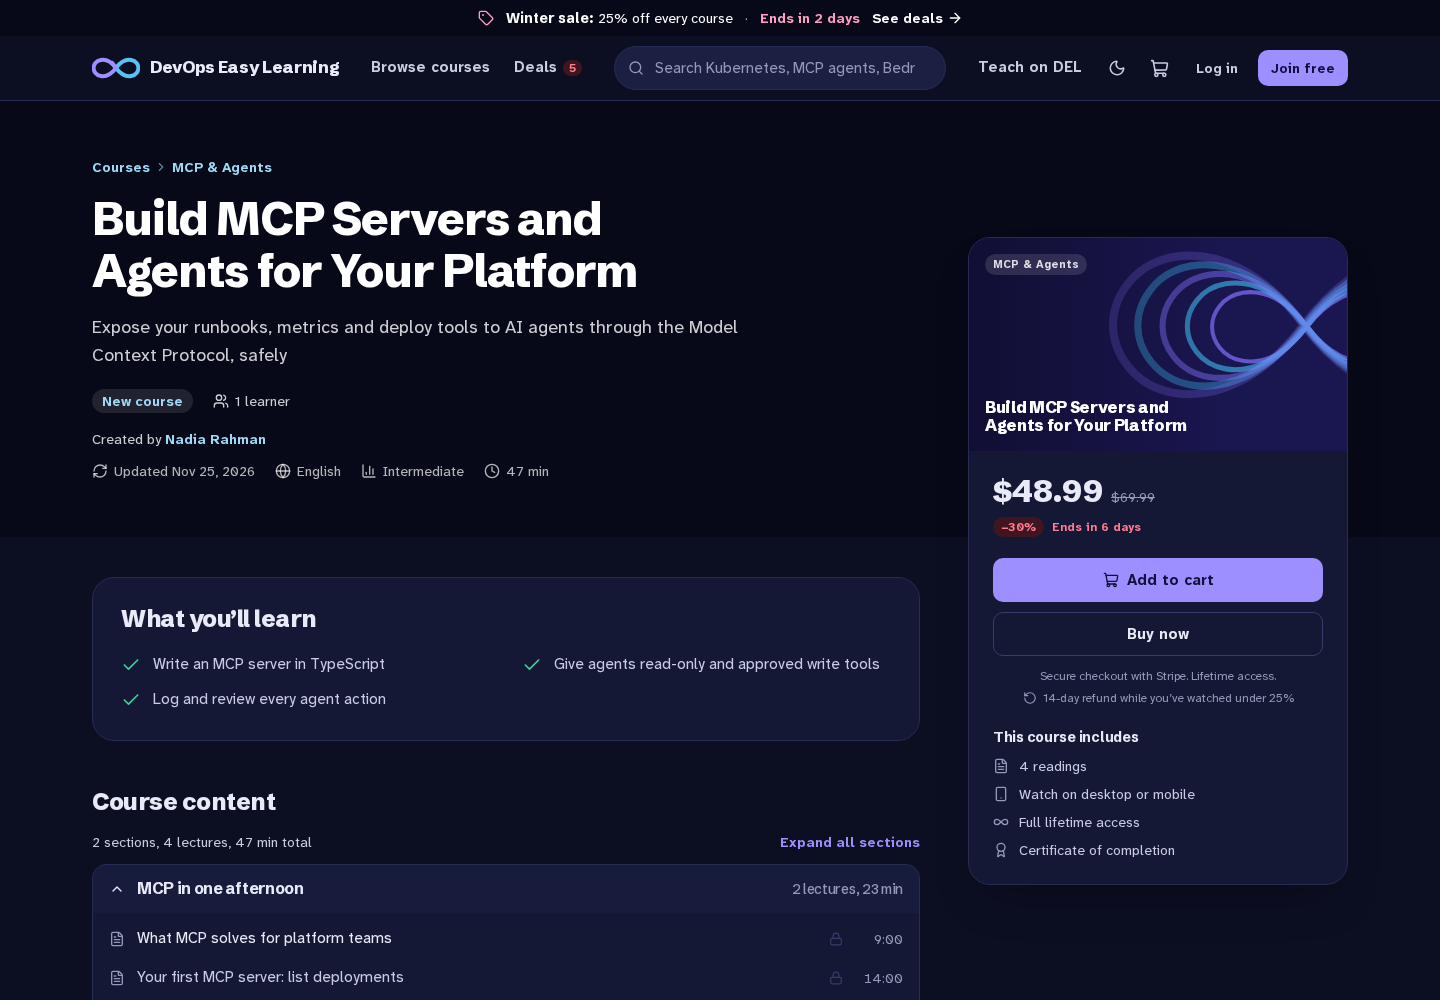 Winter sale: 25% off every course · Ends in 2 days See deals
DevOps Easy Learning Browse courses Deals 5 Search Kubernetes, MCP agents, Bedr Teach on DEL Log in Join free
Courses MCP & Agents
Build MCP Servers and
Agents for Your Platform
Expose your runbooks, metrics and deploy tools to AI agents through the Model
Context Protocol, safely
New course 1 learner
Created by Nadia Rahman
Updated Nov 25, 2026 English Intermediate 47 min
MCP & Agents
Build MCP Servers and
Agents for Your Platform
$48.99 $69.99
−30% Ends in 6 days
Add to cart
Buy now
Secure checkout with Stripe. Lifetime access.
14-day refund while you’ve watched under 25%
This course includes
4 readings
Watch on desktop or mobile
Full lifetime access
Certificate of completion
What you’ll learn
Write an MCP server in TypeScript
Give agents read-only and approved write tools
Log and review every agent action
Course content
2 sections, 4 lectures, 47 min total Expand all sections
MCP in one afternoon 2 lectures, 23 min
What MCP solves for platform teams 9:00
Your first MCP server: list deployments 14:00